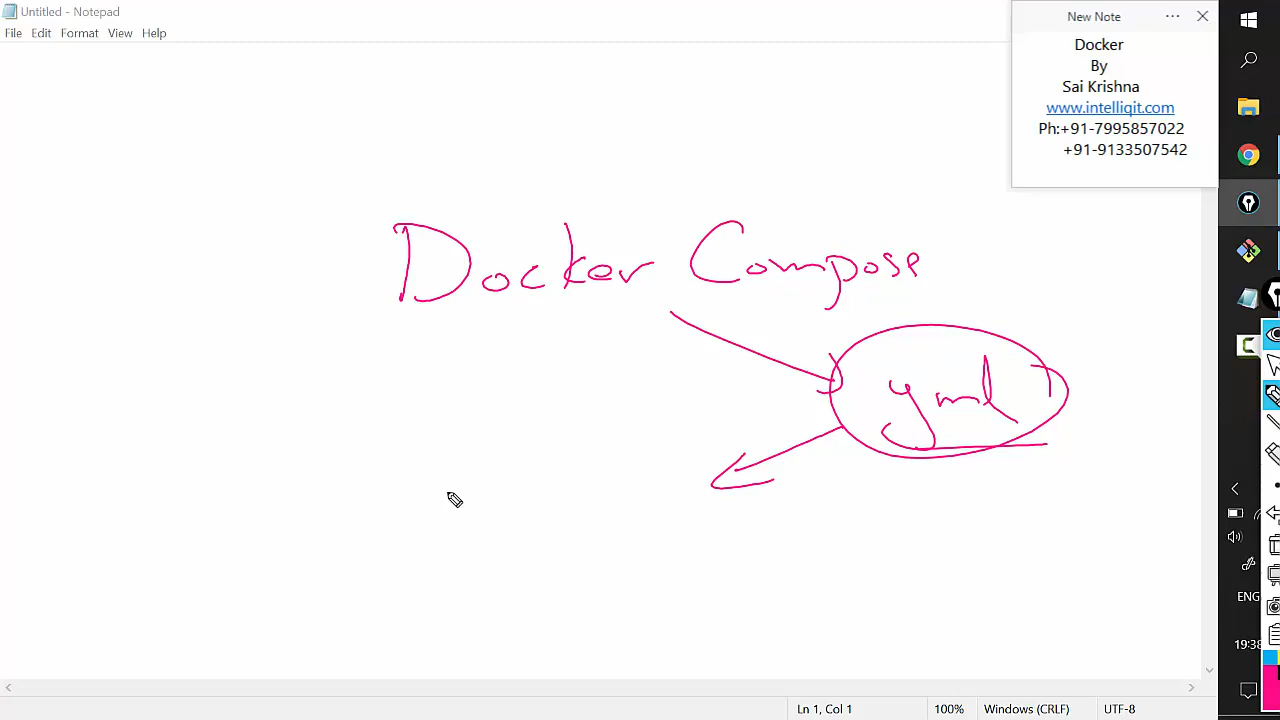 Untitled - Notepad
File Edit Format View Help
New Note
Docker
By
Sai Krishna
www.intelliqit.com
Ph:+91-7995857022
+91-9133507542
Docker Compose
yml
Ln 1, Col 1
100%
Windows (CRLF)
UTF-8
ENG
19:38